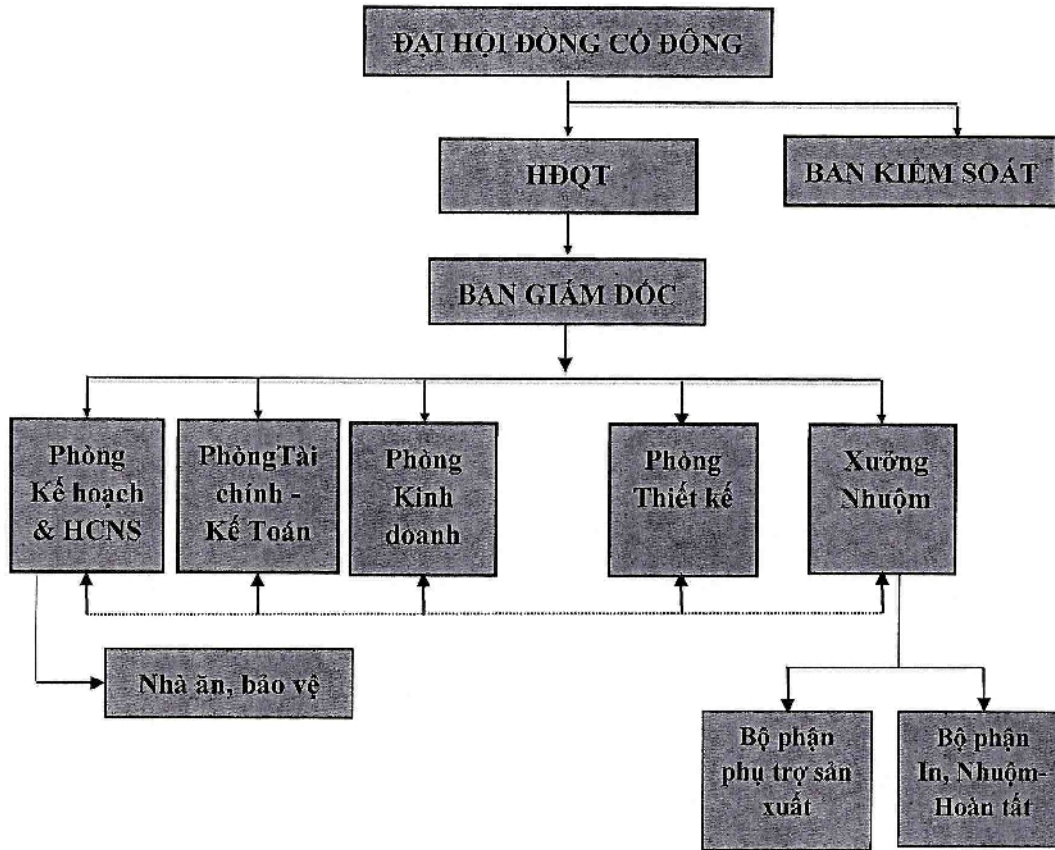 ĐẠI HỘI ĐỒNG CỔ ĐÔNG
HĐQT
BAN KIỂM SOÁT
BAN GIÁM ĐỐC
Phòng
Kế hoạch
& HCNS
PhòngTài
chính -
Kế Toán
Phòng
Kinh
doanh
Phòng
Thiết kế
Xưởng
Nhuộm
Nhà ăn, bảo vệ
Bộ phận
phụ trợ sản
xuất
Bộ phận
In, Nhuộm-
Hoàn tất